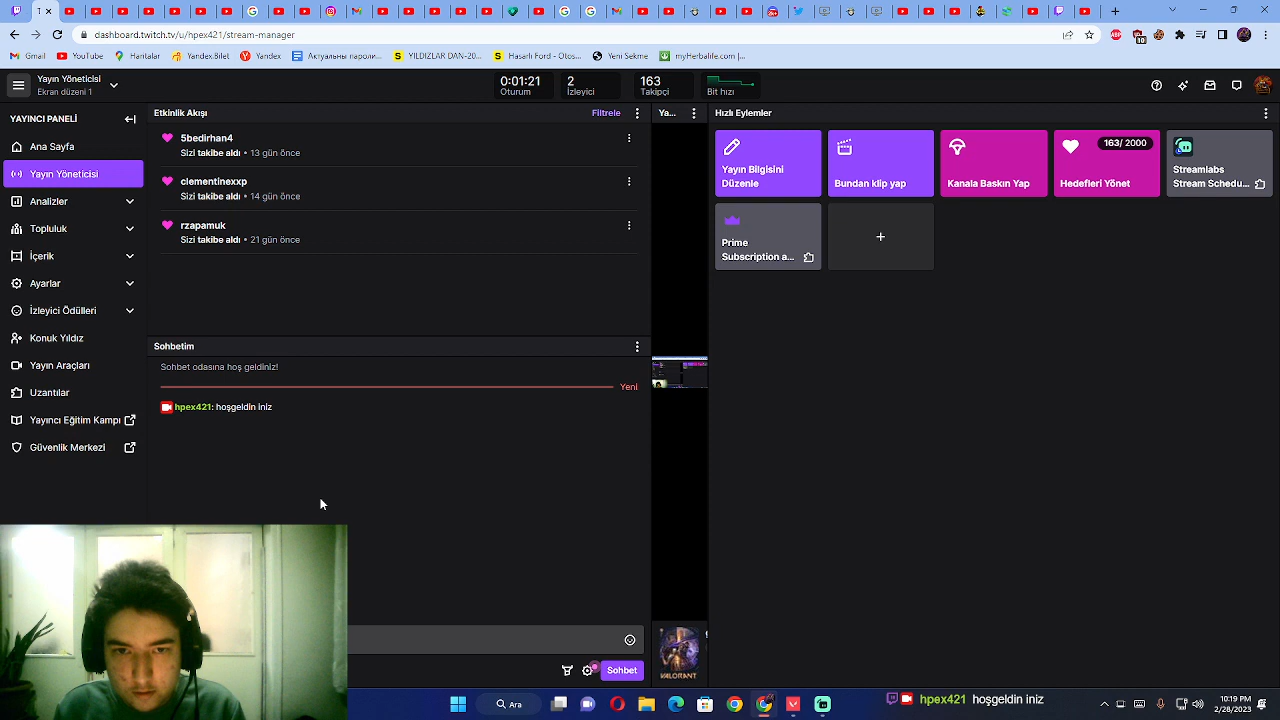 dashboard.twitch.tv/u/hpex421/stream-manager
Gmail
YouTube
Haritalar
Yandex.Bilet
Yandex
Актуальны пароли...
YILDIZLAR DAN-20...
Hasarlı Ford - Otos...
Yeni Sekme
myHerbalife.com |...
Yayın Yöneticisi
Ekran düzeni 1
0:01:21
Oturum
2
İzleyici
163
Takipçi
Bit hızı
YAYINCI PANELİ
Ana Sayfa
Yayın Yöneticisi
Analizler
Topluluk
İçerik
Ayarlar
İzleyici Ödülleri
Konuk Yıldız
Yayın Araçları
Uzantılar
Yayıncı Eğitim Kampı
Güvenlik Merkezi
Etkinlik Akışı
Filtrele
5bedirhan4
Sizi takibe aldı • 13 gün önce
clementinexxp
Sizi takibe aldı • 14 gün önce
rzapamuk
Sizi takibe aldı • 21 gün önce
Sohbetim
Sohbet odasına hoş geldiniz!
Yeni
hpex421: hoşgeldin iniz
Sohbet
Ya...
VALORANT
Hızlı Eylemler
Yayın Bilgisini
Düzenle
Bundan klip yap
Kanala Baskın Yap
163/ 2000
Hedefleri Yönet
Streamlabs
Stream Schedu...
Prime
Subscription a...
+
Ara
hpex421 hoşgeldin iniz
10:19 PM
2/28/2023